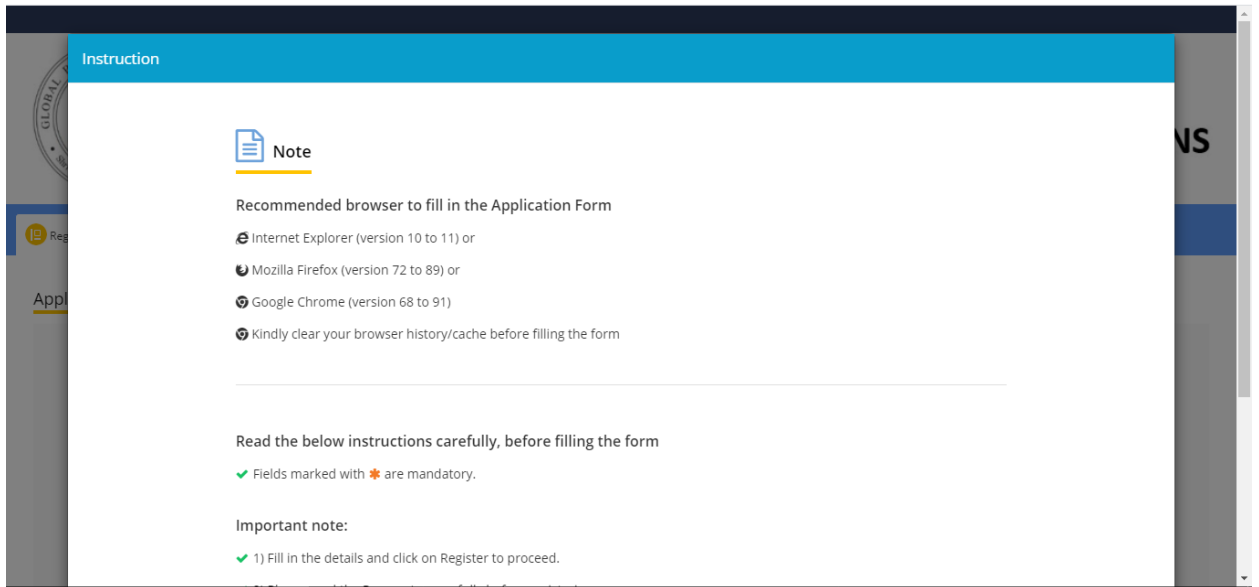 Instruction
GLOBAL
NS
Note
Recommended browser to fill in the Application Form
Internet Explorer (version 10 to 11) or
Reg
Mozilla Firefox (version 72 to 89) or
Appl
Google Chrome (version 68 to 91)
Kindly clear your browser history/cache before filling the form
Read the below instructions carefully, before filling the form
Fields marked with * are mandatory.
Important note:
1) Fill in the details and click on Register to proceed.